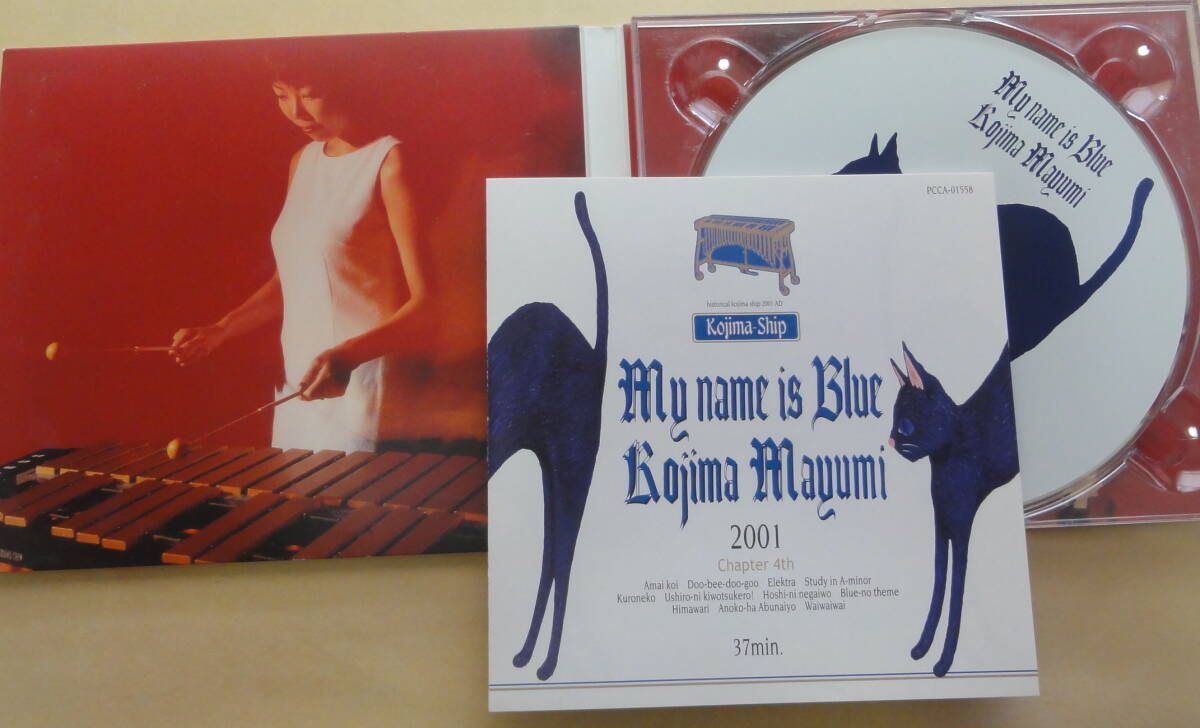 My name is Blue
Kojima Mayumi
PCCA-01558
historical kojima ship 2001 AD
Kojima-Ship
My name is Blue
Kojima Mayumi
2001
Chapter 4th
Amai koi Doo-bee-doo-goo Elektra Study in A-minor
Kuroneko Ushiro-ni kiwotsukero! Hoshi-ni negaiwo Blue-no theme
Himawari Anoko-ha Abunaiyo Waiwaiwai
37min.